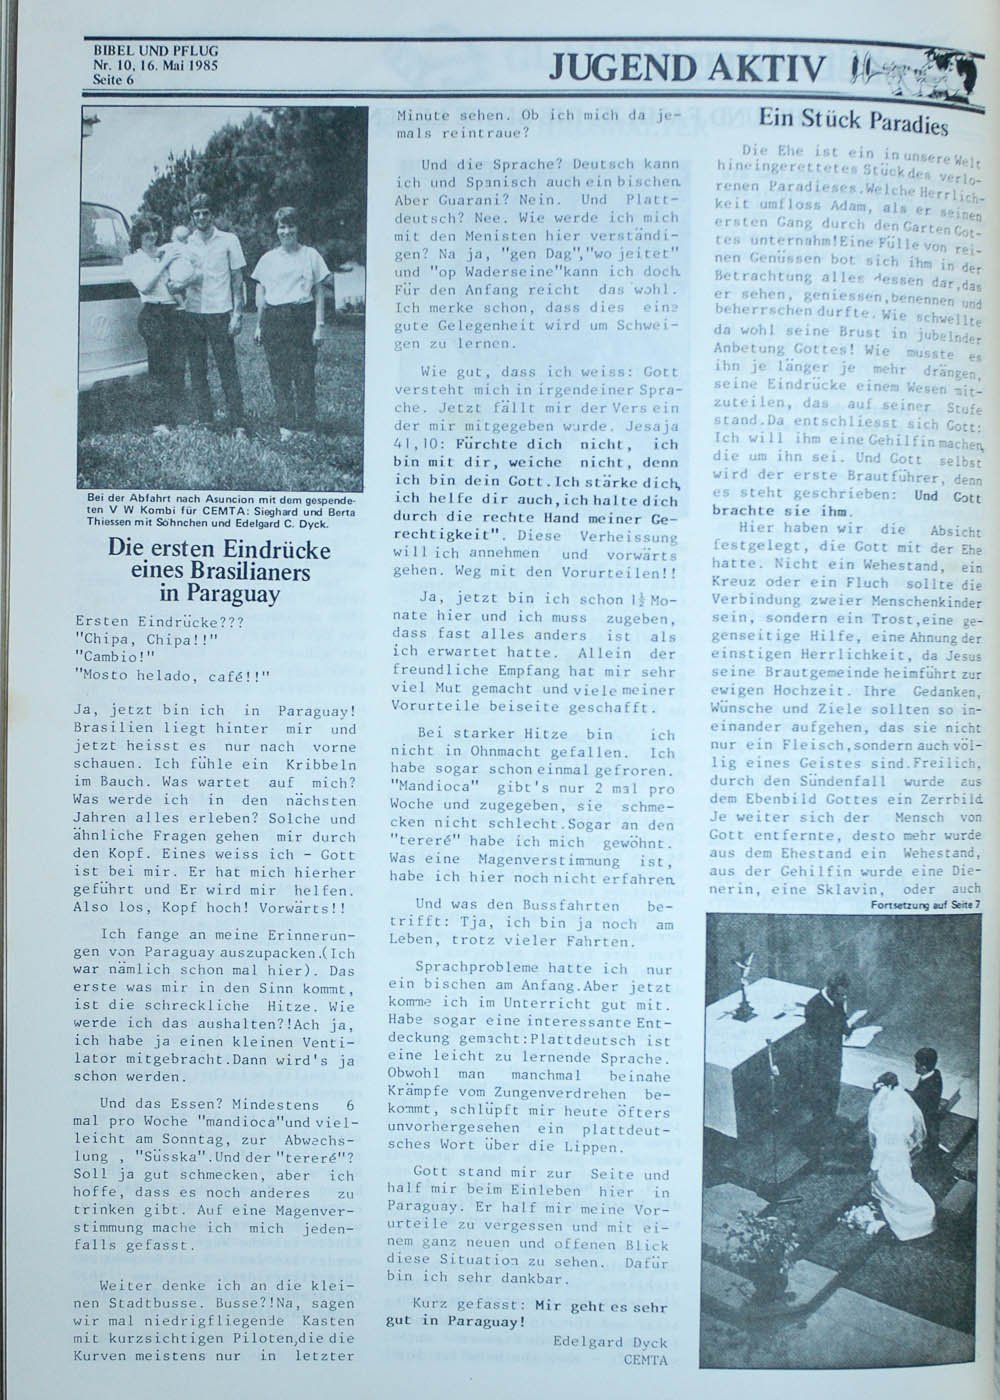 BIBEL UND PFLUG
Nr. 10, 16. Mai 1985
Seite 6
JUGEND AKTIV
Bei der Abfahrt nach Asuncion mit dem gespende-
ten V W Kombi für CEMTA: Sieghard und Berta
Thiessen mit Söhnchen und Edelgard C. Dyck.
Die ersten Eindrücke
eines Brasilianers
in Paraguay
Ersten Eindrücke???
"Chipa, Chipa!!"
"Cambio!"
"Mosto helado, café!!"
Ja, jetzt bin ich in Paraguay!
Brasilien liegt hinter mir und
jetzt heisst es nur nach vorne
schauen. Ich fühle ein Kribbeln
im Bauch. Was wartet auf mich?
Was werde ich in den nächsten
Jahren alles erleben? Solche und
ähnliche Fragen gehen mir durch
den Kopf. Eines weiss ich - Gott
ist bei mir. Er hat mich hierher
geführt und Er wird mir helfen.
Also los, Kopf hoch! Vorwärts!!
Ich fange an meine Erinnerun-
gen von Paraguay auszupacken.(Ich
war nämlich schon mal hier). Das
erste was mir in den Sinn kommt,
ist die schreckliche Hitze. Wie
werde ich das aushalten?!Ach ja,
ich habe ja einen kleinen Venti-
lator mitgebracht.Dann wird's ja
schon werden.
Und das Essen? Mindestens 6
mal pro Woche "mandioca"und viel-
leicht am Sonntag, zur Abwechs-
lung , "Süsska".Und der "tereré"?
Soll ja gut schmecken, aber ich
hoffe, dass es noch anderes zu
trinken gibt. Auf eine Magenver-
stimmung mache ich mich jeden-
falls gefasst.
Weiter denke ich an die klei-
nen Stadtbusse. Busse?!Na, sagen
wir mal niedrigfliegende Kasten
mit kurzsichtigen Piloten,die die
Kurven meistens nur in letzter
Minute sehen. Ob ich mich da je-
mals reintraue?
Und die Sprache? Deutsch kann
ich und Spanisch auch ein bischen.
Aber Guarani? Nein. Und Platt-
deutsch? Nee. Wie werde ich mich
mit den Menisten hier verständi-
gen? Na ja, "gen Dag","wo jeitet"
und "op Waderseine"kann ich doch.
Für den Anfang reicht das wohl.
Ich merke schon, dass dies eine
gute Gelegenheit wird um Schwei-
gen zu lernen.
Wie gut, dass ich weiss: Gott
versteht mich in irgendeiner Spra-
che. Jetzt fällt mir der Vers ein
der mir mitgegeben wurde. Jesaja
41,10: Fürchte dich nicht, ich
bin mit dir, weiche nicht, denn
ich bin dein Gott.Ich stärke dich,
ich helfe dir auch,ich halte dich
durch die rechte Hand meiner Ge-
rechtigkeit". Diese Verheissung
will ich annehmen und vorwärts
gehen. Weg mit den Vorurteilen!!
Ja, jetzt bin ich schon 1½ Mo-
nate hier und ich muss zugeben,
dass fast alles anders ist als
ich erwartet hatte. Allein der
freundliche Empfang hat mir sehr
viel Mut gemacht und viele meiner
Vorurteile beiseite geschafft.
Bei starker Hitze bin ich
nicht in Ohnmacht gefallen. Ich
habe sogar schon einmal gefroren.
"Mandioca" gibt's nur 2 mal pro
Woche und zugegeben, sie schme-
cken nicht schlecht.Sogar an den
"tereré" habe ich mich gewöhnt.
Was eine Magenverstimmung ist,
habe ich hier noch nicht erfahren.
Und was den Bussfahrten be-
trifft: Tja, ich bin ja noch am
Leben, trotz vieler Fahrten.
Sprachprobleme hatte ich nur
ein bischen am Anfang.Aber jetzt
komme ich im Unterricht gut mit.
Habe sogar eine interessante Ent-
deckung gemacht:Plattdeutsch ist
eine leicht zu lernende Sprache.
Obwohl man manchmal beinahe
Krämpfe vom Zungenverdrehen be-
kommt, schlüpft mir heute öfters
unvorhergesehen ein plattdeut-
sches Wort über die Lippen.
Gott stand mir zur Seite und
half mir beim Einleben hier in
Paraguay. Er half mir meine Vor-
urteile zu vergessen und mit ei-
nem ganz neuen und offenen Blick
diese Situation zu sehen. Dafür
bin ich sehr dankbar.
Kurz gefasst: Mir geht es sehr
gut in Paraguay!
Edelgard Dyck
CEMTA
Ein Stück Paradies
Die Ehe ist ein in unsere Welt
hineingerettetes Stück des verlo-
renen Paradieses.Welche Herrlich-
keit umfloss Adam, als er seinen
ersten Gang durch den Garten Got-
tes unternahm!Eine Fülle von rei-
nen Genüssen bot sich ihm in der
Betrachtung alles dessen dar,das
er sehen, geniessen,benennen und
beherrschen durfte. Wie schwellte
da wohl seine Brust in jubelnder
Anbetung Gottes! Wie musste es
ihn je länger je mehr drängen,
seine Eindrücke einem Wesen mit-
zuteilen, das auf seiner Stufe
stand.Da entschliesst sich Gott:
Ich will ihm eine Gehilfin machen,
die um ihn sei. Und Gott selbst
wird der erste Brautführer, denn
es steht geschrieben: Und Gott
brachte sie ihm.
Hier haben wir die Absicht
festgelegt, die Gott mit der Ehe
hatte. Nicht ein Wehestand, ein
Kreuz oder ein Fluch sollte die
Verbindung zweier Menschenkinder
sein, sondern ein Trost,eine ge-
genseitige Hilfe, eine Ahnung der
einstigen Herrlichkeit, da Jesus
seine Brautgemeinde heimführt zur
ewigen Hochzeit. Ihre Gedanken,
Wünsche und Ziele sollten so in-
einander aufgehen, das sie nicht
nur ein Fleisch,sondern auch völ-
lig eines Geistes sind.Freilich,
durch den Sündenfall wurde aus
dem Ebenbild Gottes ein Zerrbild.
Je weiter sich der Mensch von
Gott entfernte, desto mehr wurde
aus dem Ehestand ein Wehestand,
aus der Gehilfin wurde eine Die-
nerin, eine Sklavin, oder auch
Fortsetzung auf Seite 7